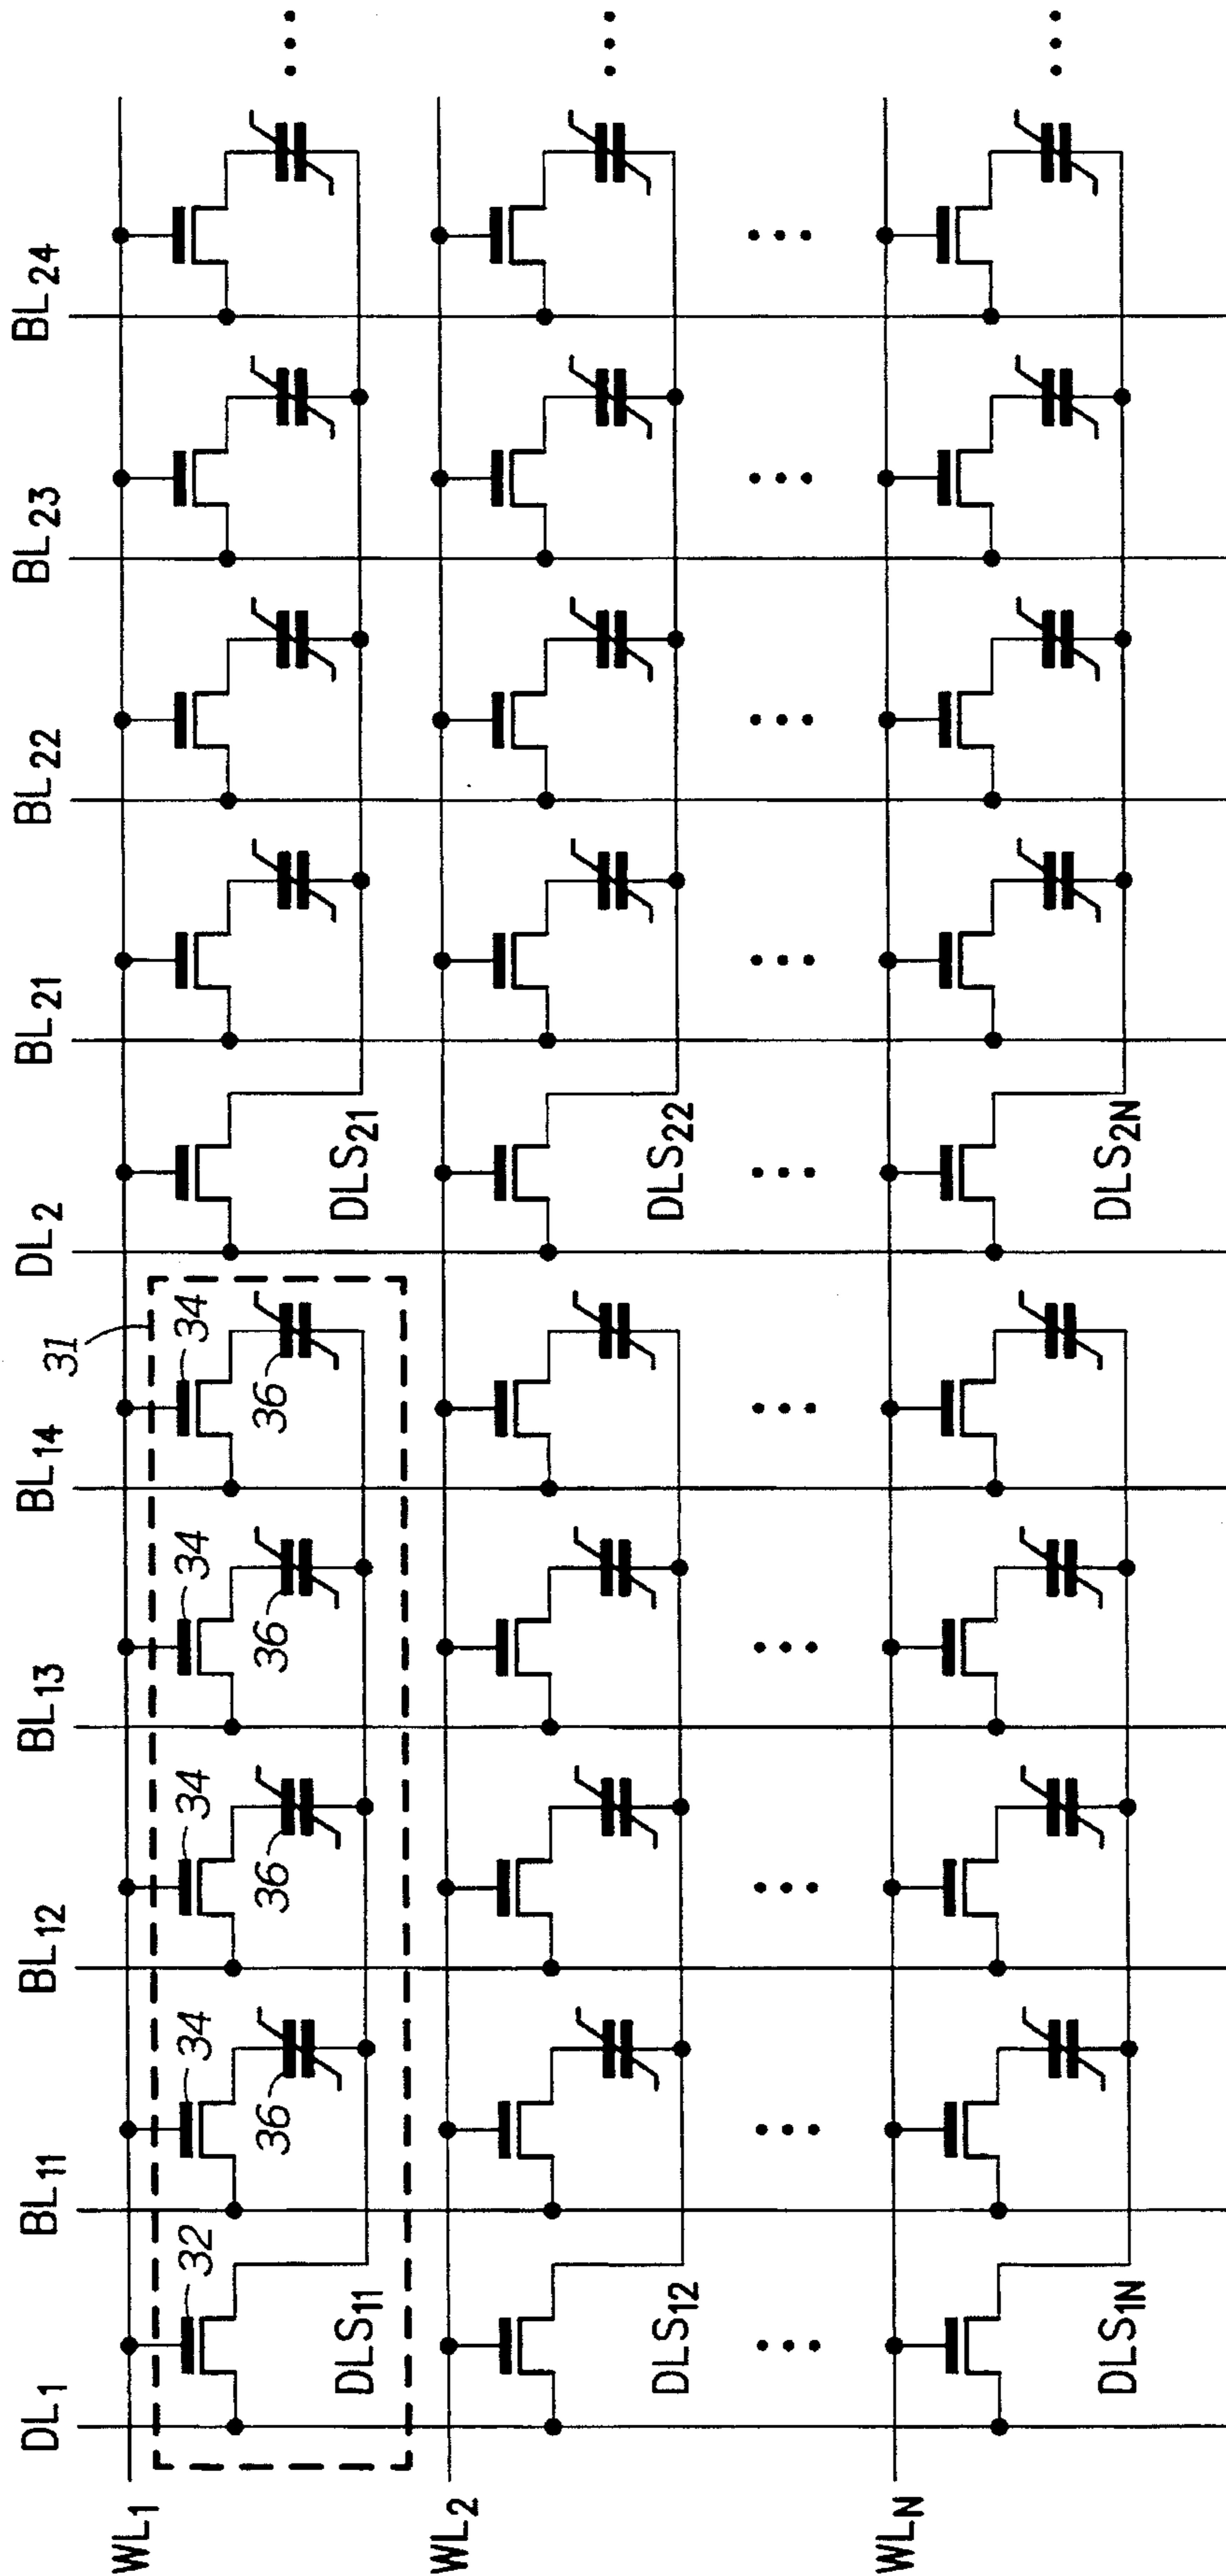 DL1 BL11 BL12 BL13 BL14 DL2 BL21 BL22 BL23 BL24
31
WL1
32 34 34 34 34
36 36 36 36
DLS11 DLS21
WL2
DLS12 DLS22
WLN
DLS1N DLS2N